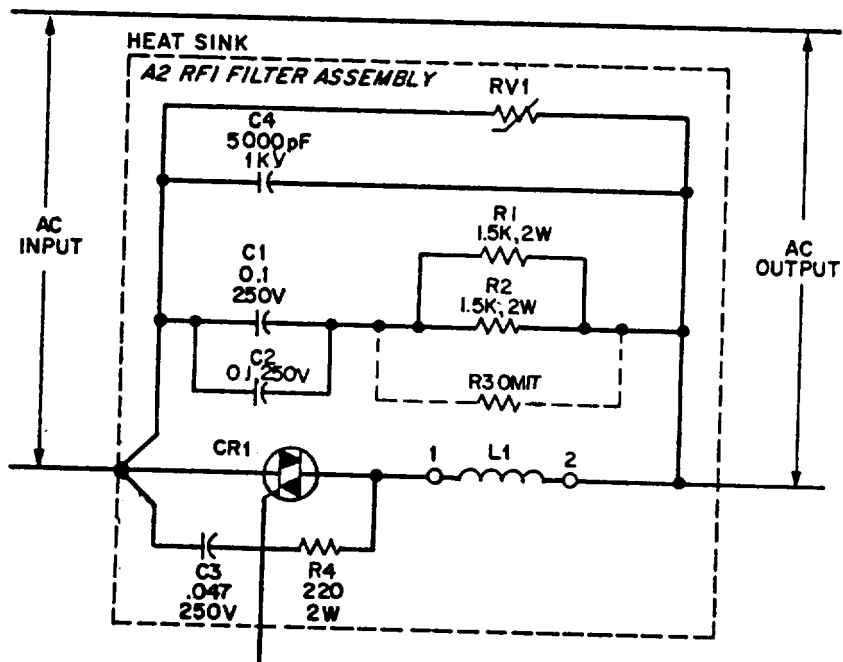 HEAT SINK
A2 RFI FILTER ASSEMBLY
RV1
C4
5000pF
1KV
AC
INPUT
AC
OUTPUT
R1
1.5K, 2W
C1
0.1
250V
R2
1.5K, 2W
C2
0.1 250V
R3 OMIT
CR1
1
L1
2
C3
.047
250V
R4
220
2W